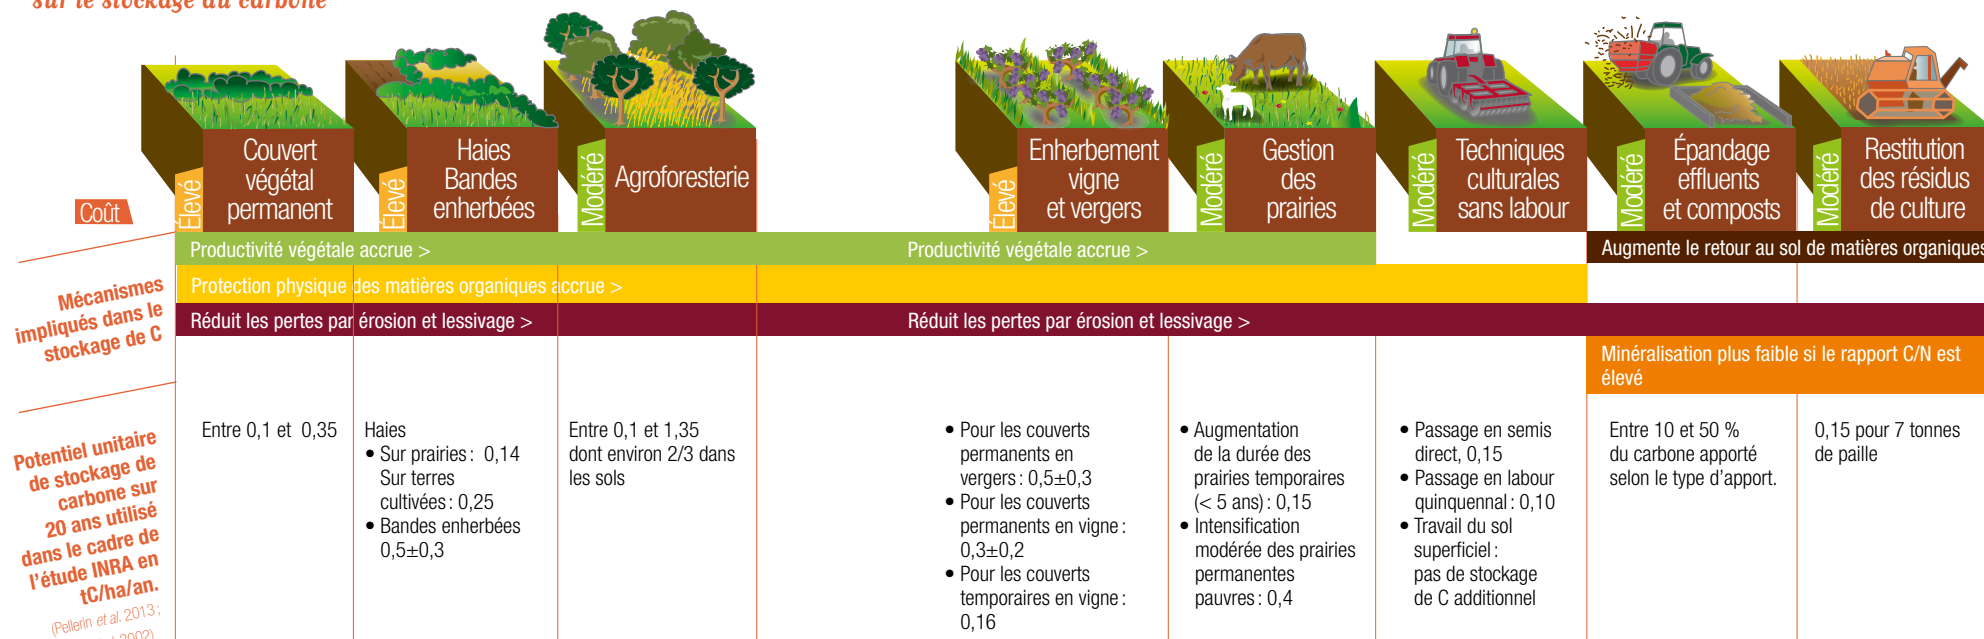 sur le stockage du carbone
Coût
Élevé
Couvert
végétal
permanent
Élevé
Haies
Bandes
enherbées
Modéré
Agroforesterie
Élevé
Enherbement
vigne
et vergers
Modéré
Gestion
des
prairies
Modéré
Techniques
culturales
sans labour
Modéré
Épandage
effluents
et composts
Modéré
Restitution
des résidus
de culture
Mécanismes
impliqués dans le
stockage de C
Productivité végétale accrue >
Productivité végétale accrue >
Augmente le retour au sol de matières organiques
Protection physique des matières organiques accrue >
Réduit les pertes par érosion et lessivage >
Réduit les pertes par érosion et lessivage >
Minéralisation plus faible si le rapport C/N est
élevé
Potentiel unitaire
de stockage de
carbone sur
20 ans utilisé
dans le cadre de
l'étude INRA en
tC/ha/an.
(Pellerin et al. 2013;
2002)
Entre 0,1 et 0,35
Haies
• Sur prairies : 0,14
Sur terres
cultivées : 0,25
• Bandes enherbées
0,5±0,3
Entre 0,1 et 1,35
dont environ 2/3 dans
les sols
• Pour les couverts
permanents en
vergers : 0,5±0,3
• Pour les couverts
permanents en vigne :
0,3±0,2
• Pour les couverts
temporaires en vigne :
0,16
• Augmentation
de la durée des
prairies temporaires
(< 5 ans) : 0,15
• Intensification
modérée des prairies
permanentes
pauvres : 0,4
• Passage en semis
direct, 0,15
• Passage en labour
quinquennal : 0,10
• Travail du sol
superficiel :
pas de stockage
de C additionnel
Entre 10 et 50 %
du carbone apporté
selon le type d'apport.
0,15 pour 7 tonnes
de paille